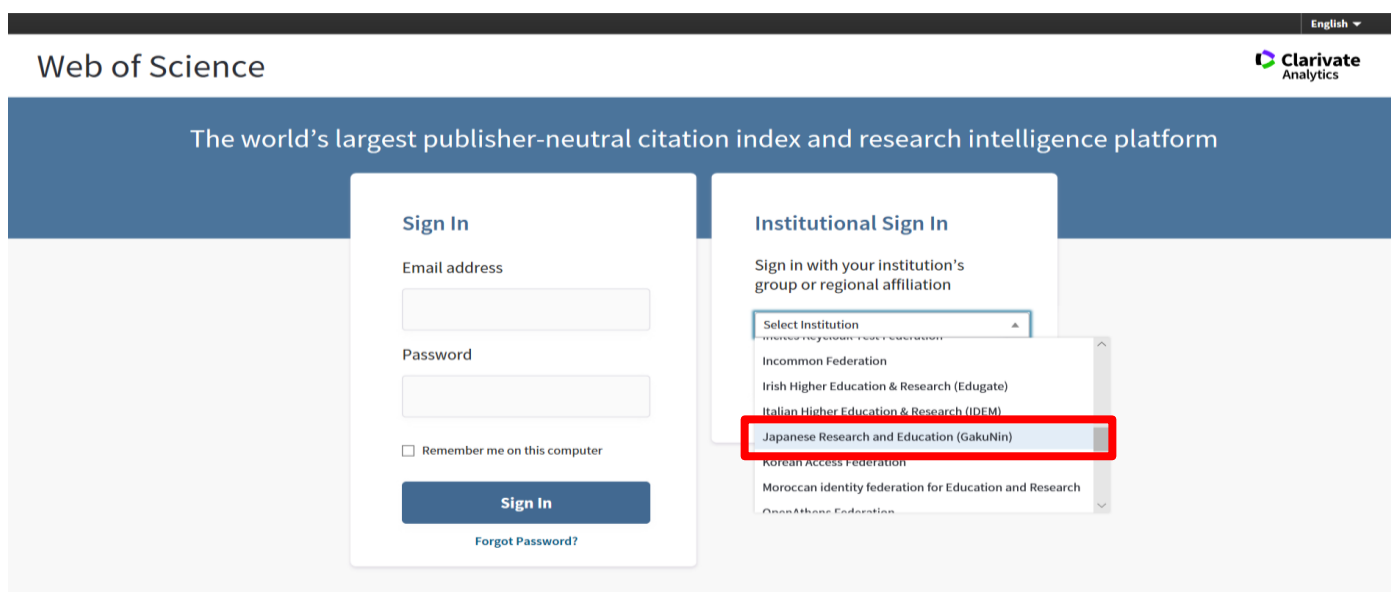 English
Web of Science
Clarivate
Analytics
The world's largest publisher-neutral citation index and research intelligence platform
Sign In
Email address
Password
Remember me on this computer
Sign In
Forgot Password?
Institutional Sign In
Sign in with your institution's
group or regional affiliation
Select Institution
Incommon Federation
Irish Higher Education & Research (Edugate)
Italian Higher Education & Research (IDEM)
Japanese Research and Education (GakuNin)
Korean Access Federation
Moroccan identity federation for Education and Research
OpenAthens Federation